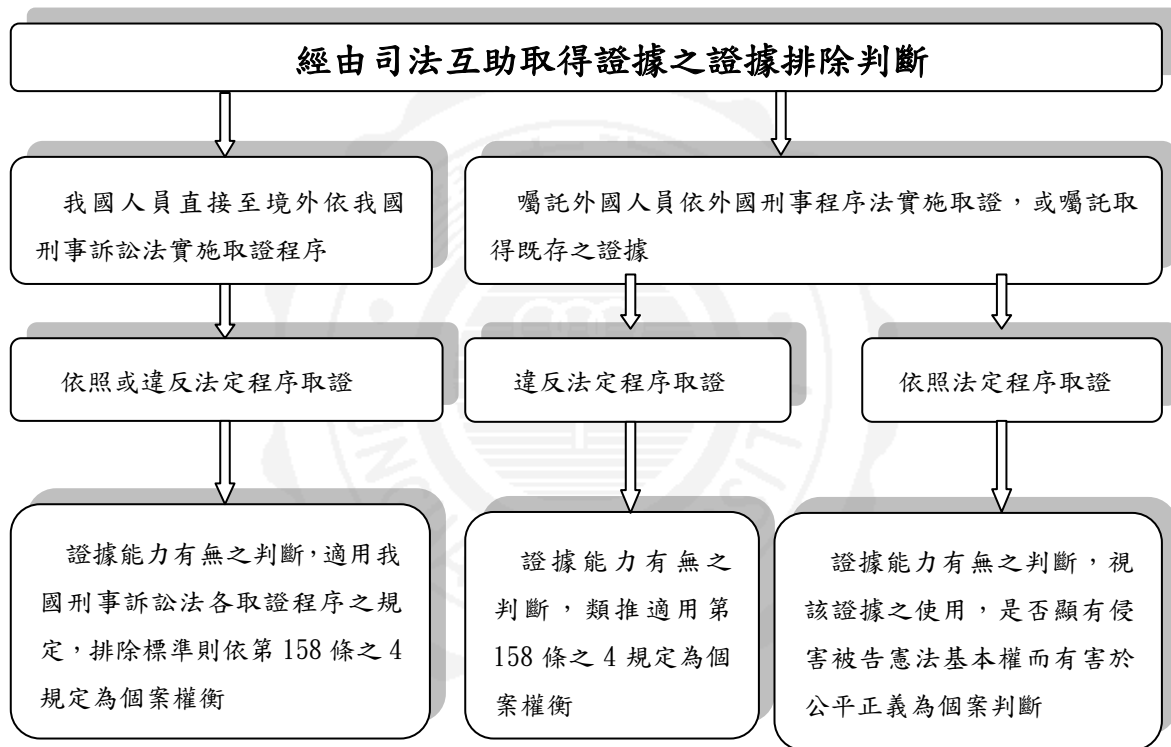 經由司法互助取得證據之證據排除判斷
我國人員直接至境外依我國
刑事訴訟法實施取證程序
囑託外國人員依外國刑事程序法實施取證，或囑託取
得既存之證據
依照或違反法定程序取證
違反法定程序取證
依照法定程序取證
證據能力有無之判斷，適用我
國刑事訴訟法各取證程序之規
定，排除標準則依第 158 條之 4
規定為個案權衡
證據能力有無之
判斷，類推適用第
158 條之 4 規定為個
案權衡
證據能力有無之判斷，視
該證據之使用，是否顯有侵
害被告憲法基本權而有害於
公平正義為個案判斷